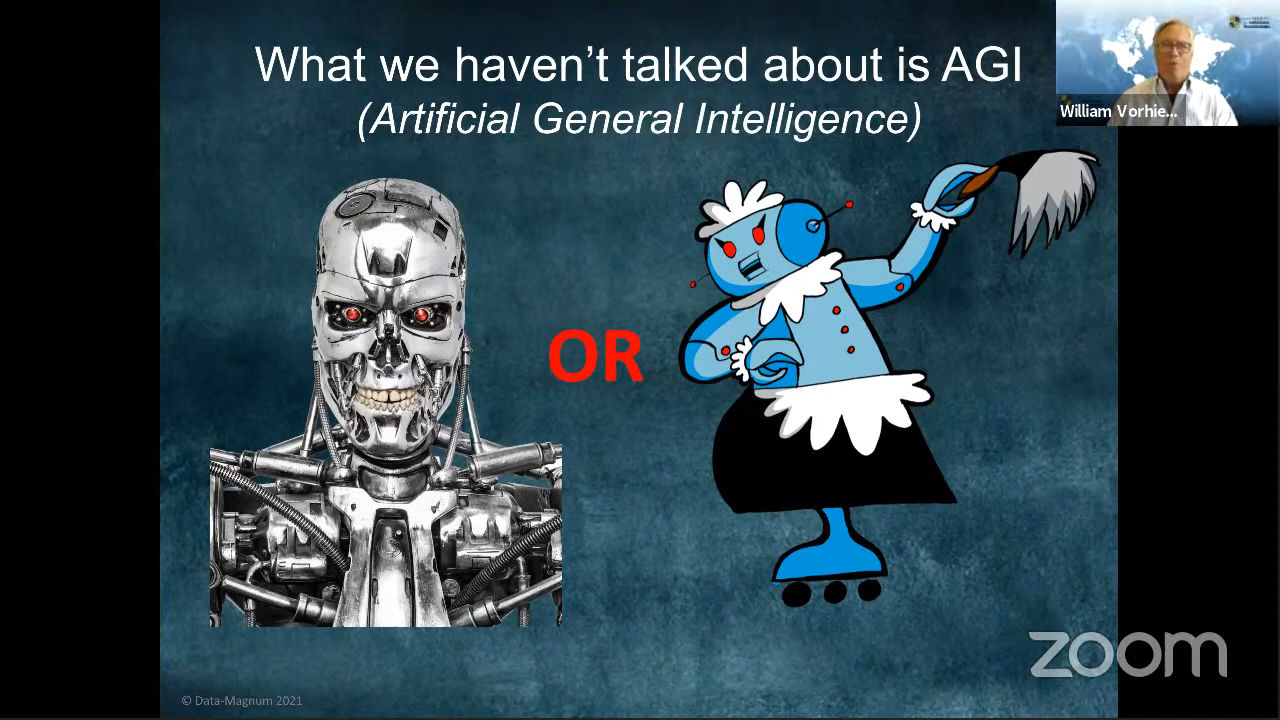 What we haven’t talked about is AGI
(Artificial General Intelligence)
William Vorhie...
OR
zoom
© Data-Magnum 2021